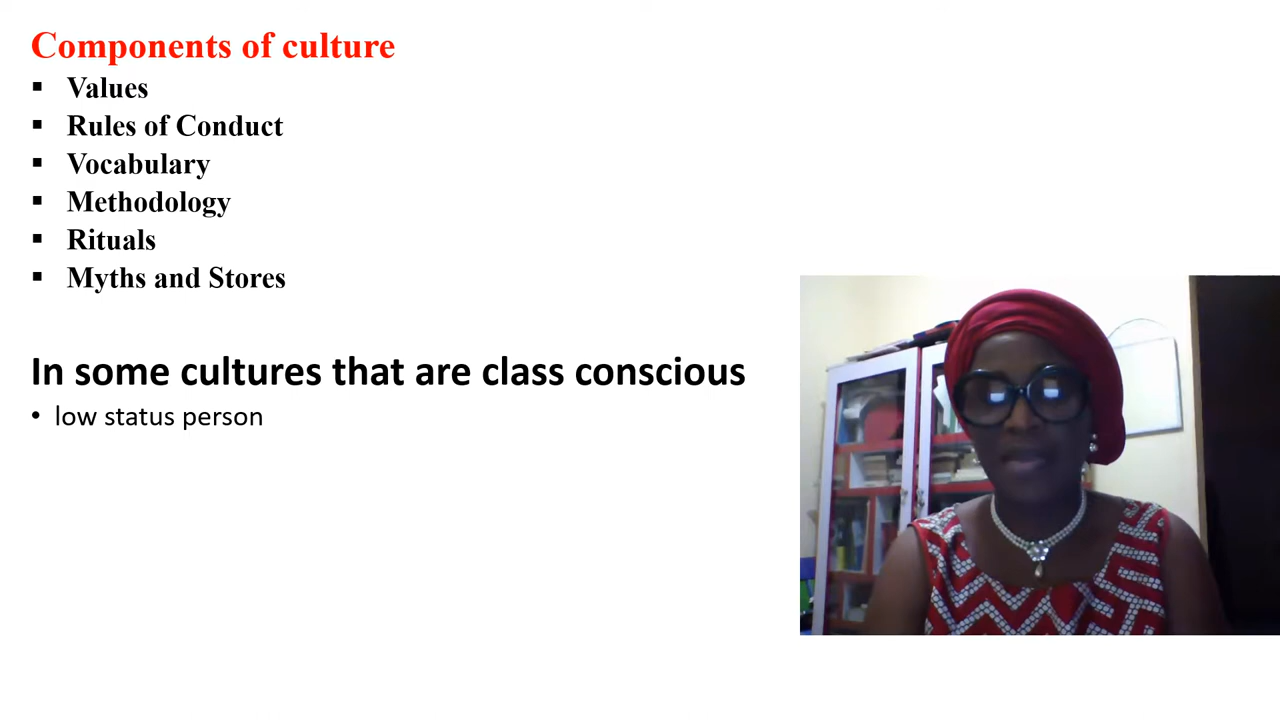 Components of culture
▪ Values
▪ Rules of Conduct
▪ Vocabulary
▪ Methodology
▪ Rituals
▪ Myths and Stores
In some cultures that are class conscious
• low status person